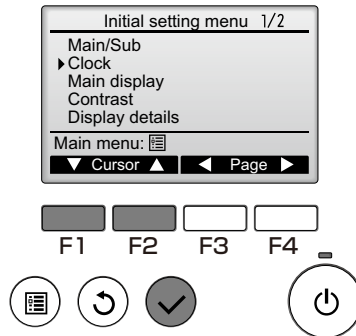 Initial setting menu 1/2
Main/Sub
Clock
Main display
Contrast
Display details
Main menu:
Cursor Page
F1 F2 F3 F4